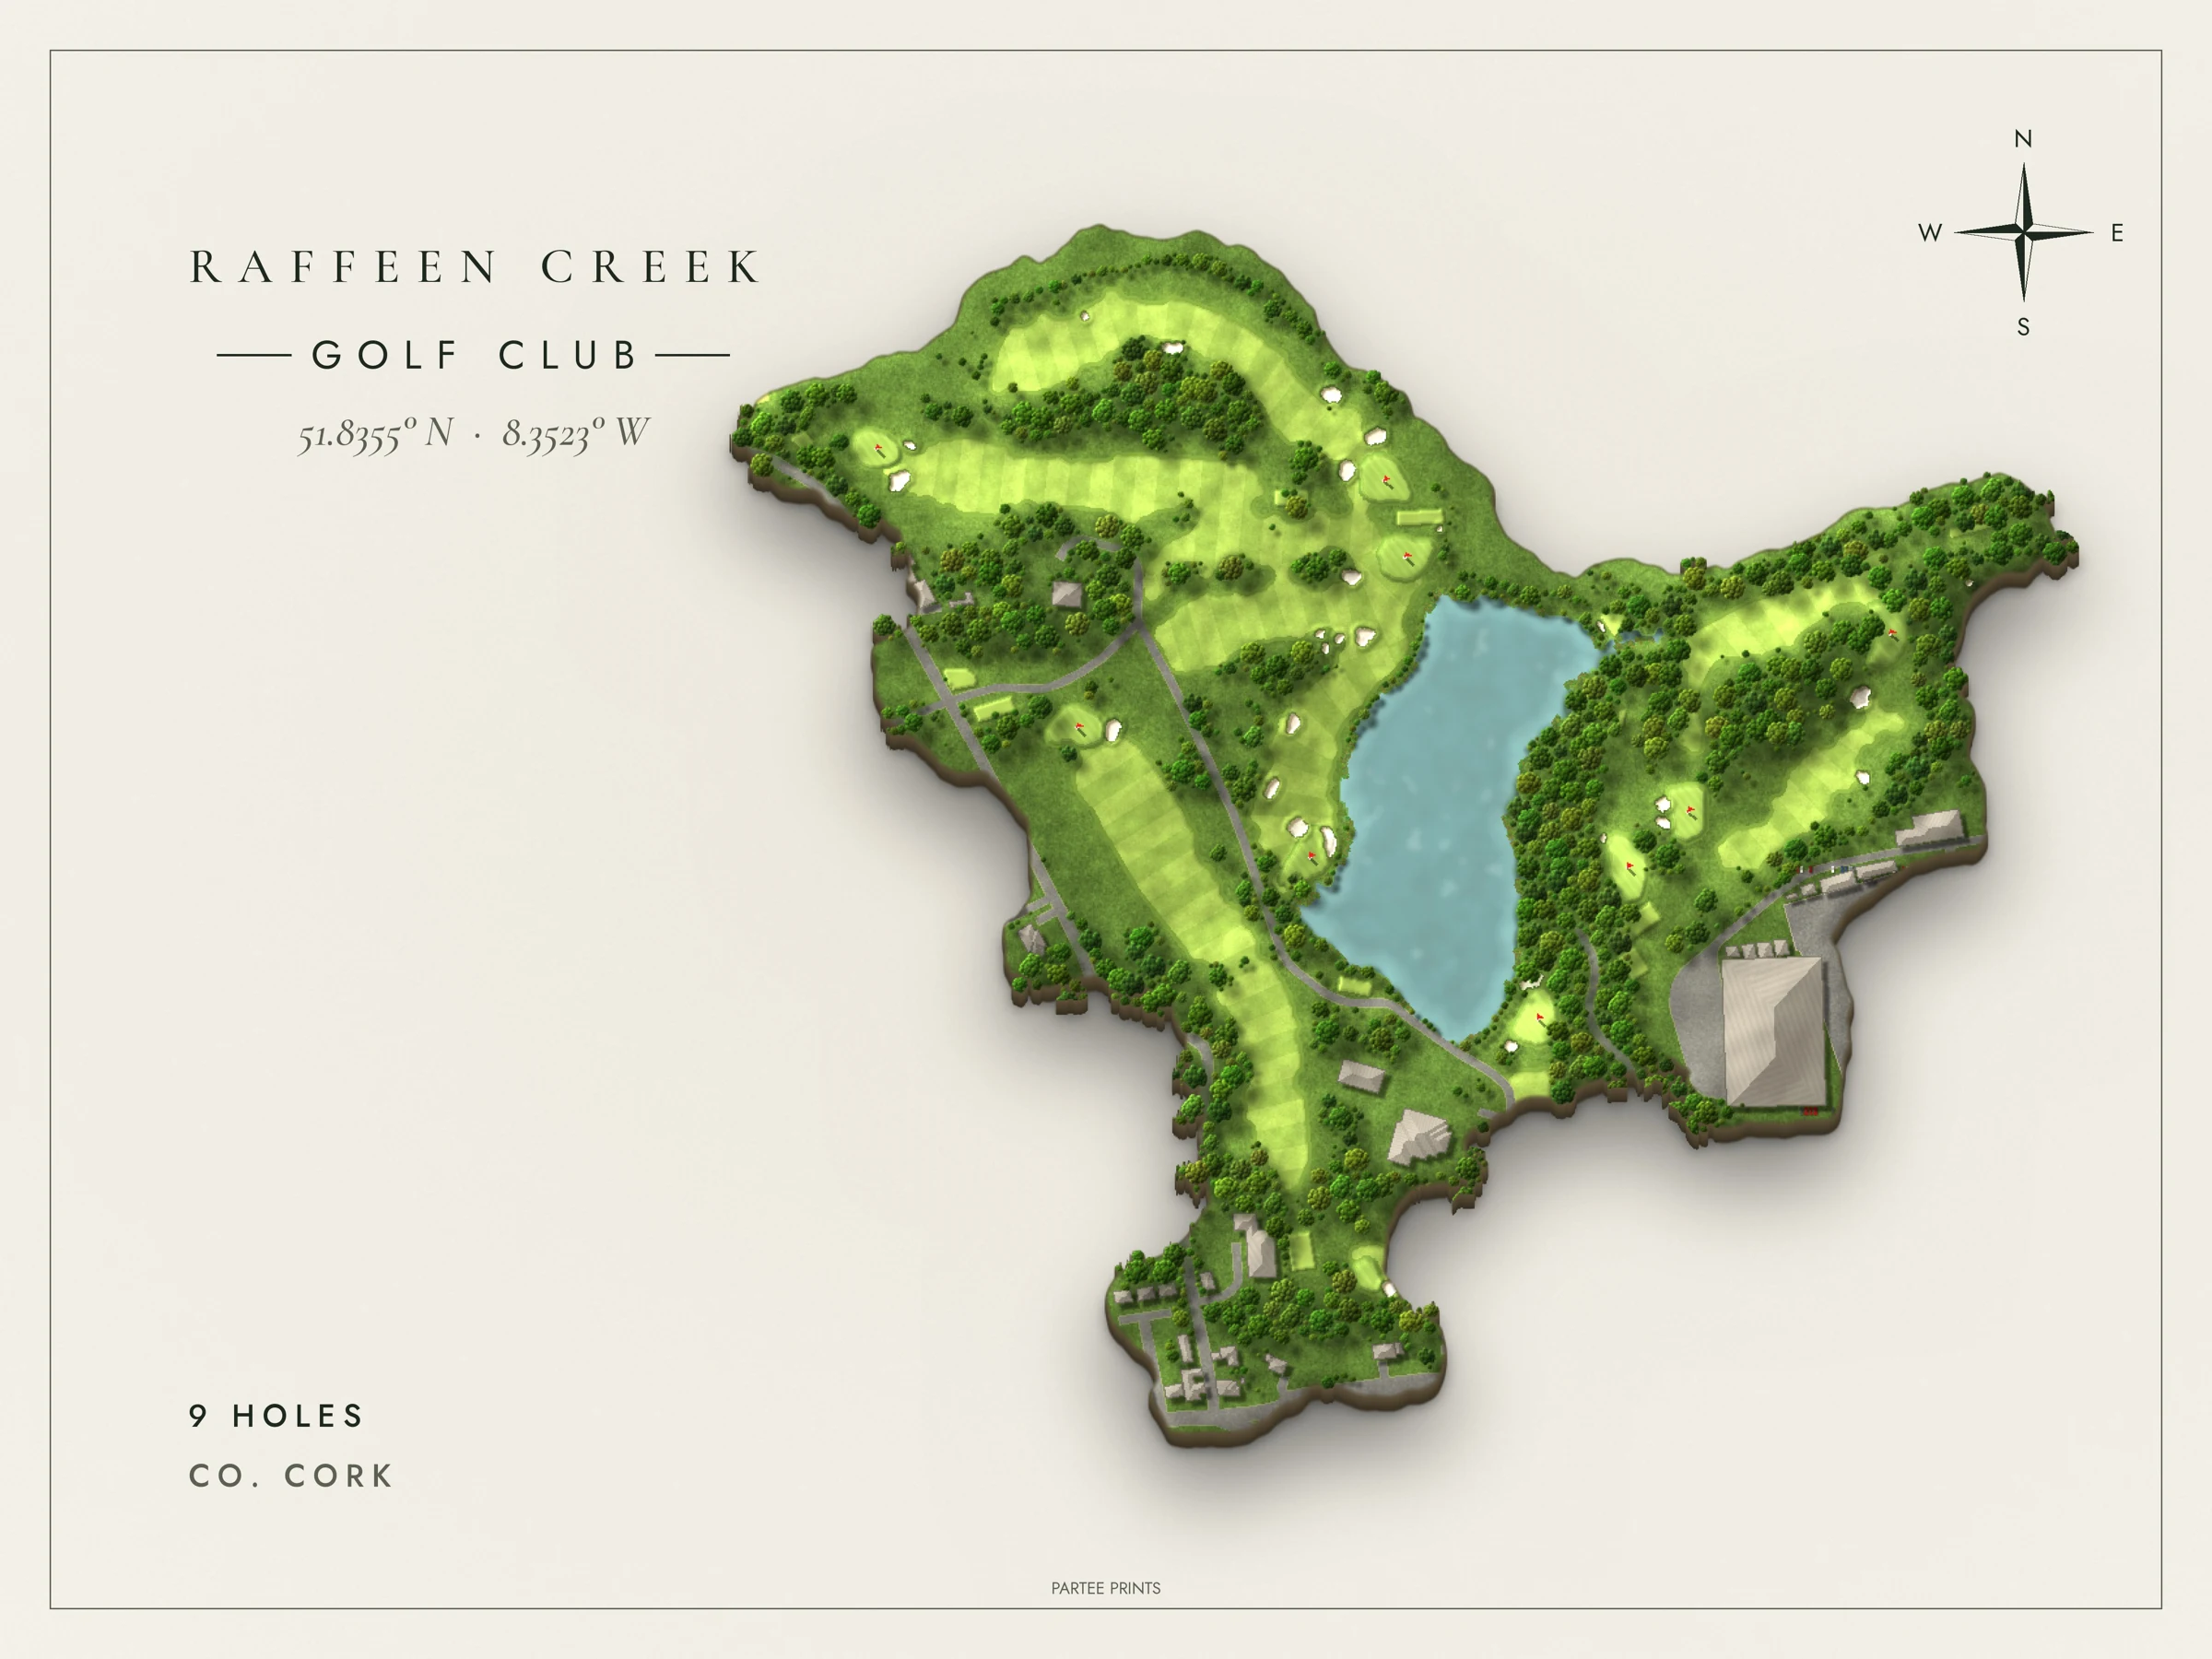 RAFFEEN CREEK
GOLF CLUB
51.8355° N · 8.3523° W
N
W E
S
9 HOLES
CO. CORK
PARTEE PRINTS